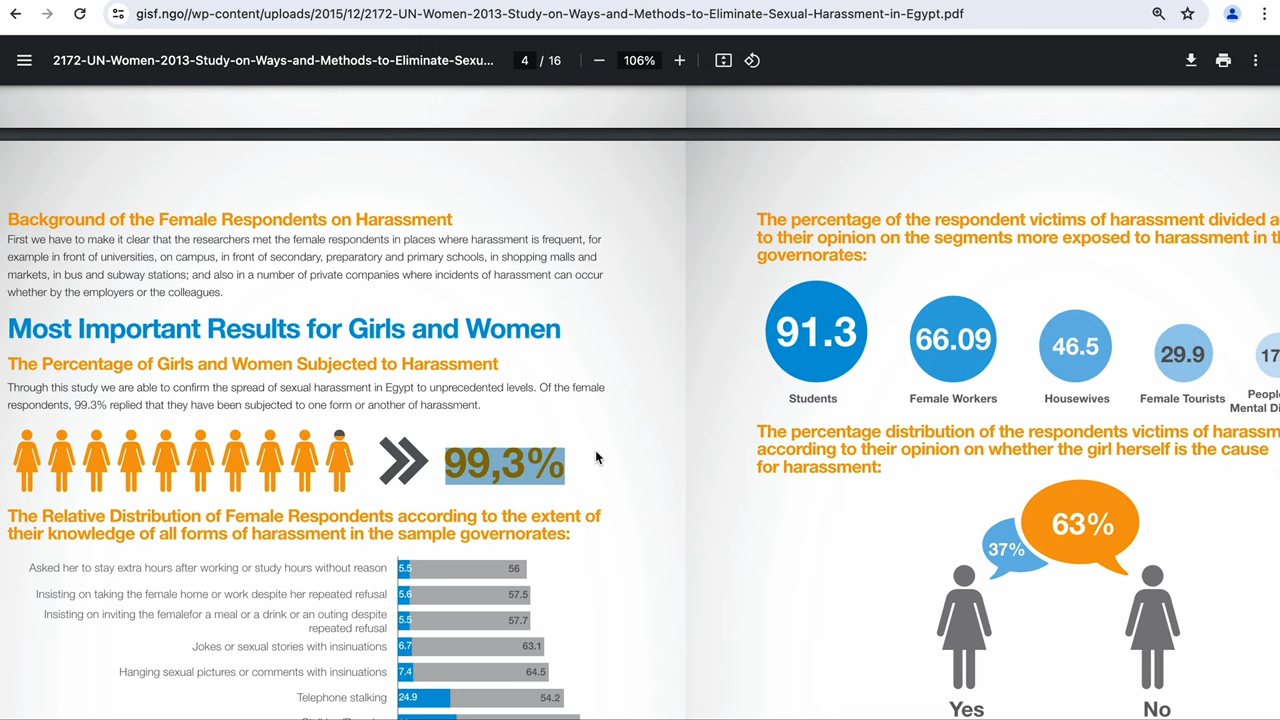 gisf.ngo//wp-content/uploads/2015/12/2172-UN-Women-2013-Study-on-Ways-and-Methods-to-Eliminate-Sexual-Harassment-in-Egypt.pdf
2172-UN-Women-2013-Study-on-Ways-and-Methods-to-Eliminate-Sexu...
4 / 16
106%
Background of the Female Respondents on Harassment
First we have to make it clear that the researchers met the female respondents in places where harassment is frequent, for
example in front of universities, on campus, in front of secondary, preparatory and primary schools, in shopping malls and
markets, in bus and subway stations; and also in a number of private companies where incidents of harassment can occur
whether by the employers or the colleagues.
Most Important Results for Girls and Women
The Percentage of Girls and Women Subjected to Harassment
Through this study we are able to confirm the spread of sexual harassment in Egypt to unprecedented levels. Of the female
respondents, 99.3% replied that they have been subjected to one form or another of harassment.
99,3%
The Relative Distribution of Female Respondents according to the extent of
their knowledge of all forms of harassment in the sample governorates:
Asked her to stay extra hours after working or study hours without reason
5.5
56
Insisting on taking the female home or work despite her repeated refusal
5.6
57.5
Insisting on inviting the femalefor a meal or a drink or an outing despite
repeated refusal
5.5
57.7
Jokes or sexual stories with insinuations
6.7
63.1
Hanging sexual pictures or comments with insinuations
7.4
64.5
Telephone stalking
24.9
54.2
The percentage of the respondent victims of harassment divided a
to their opinion on the segments more exposed to harassment in th
governorates:
91.3
66.09
46.5
29.9
17
Students
Female Workers
Housewives
Female Tourists
Peopl
Mental Di
The percentage distribution of the respondents victims of harassm
according to their opinion on whether the girl herself is the cause
for harassment:
37%
63%
Yes
No